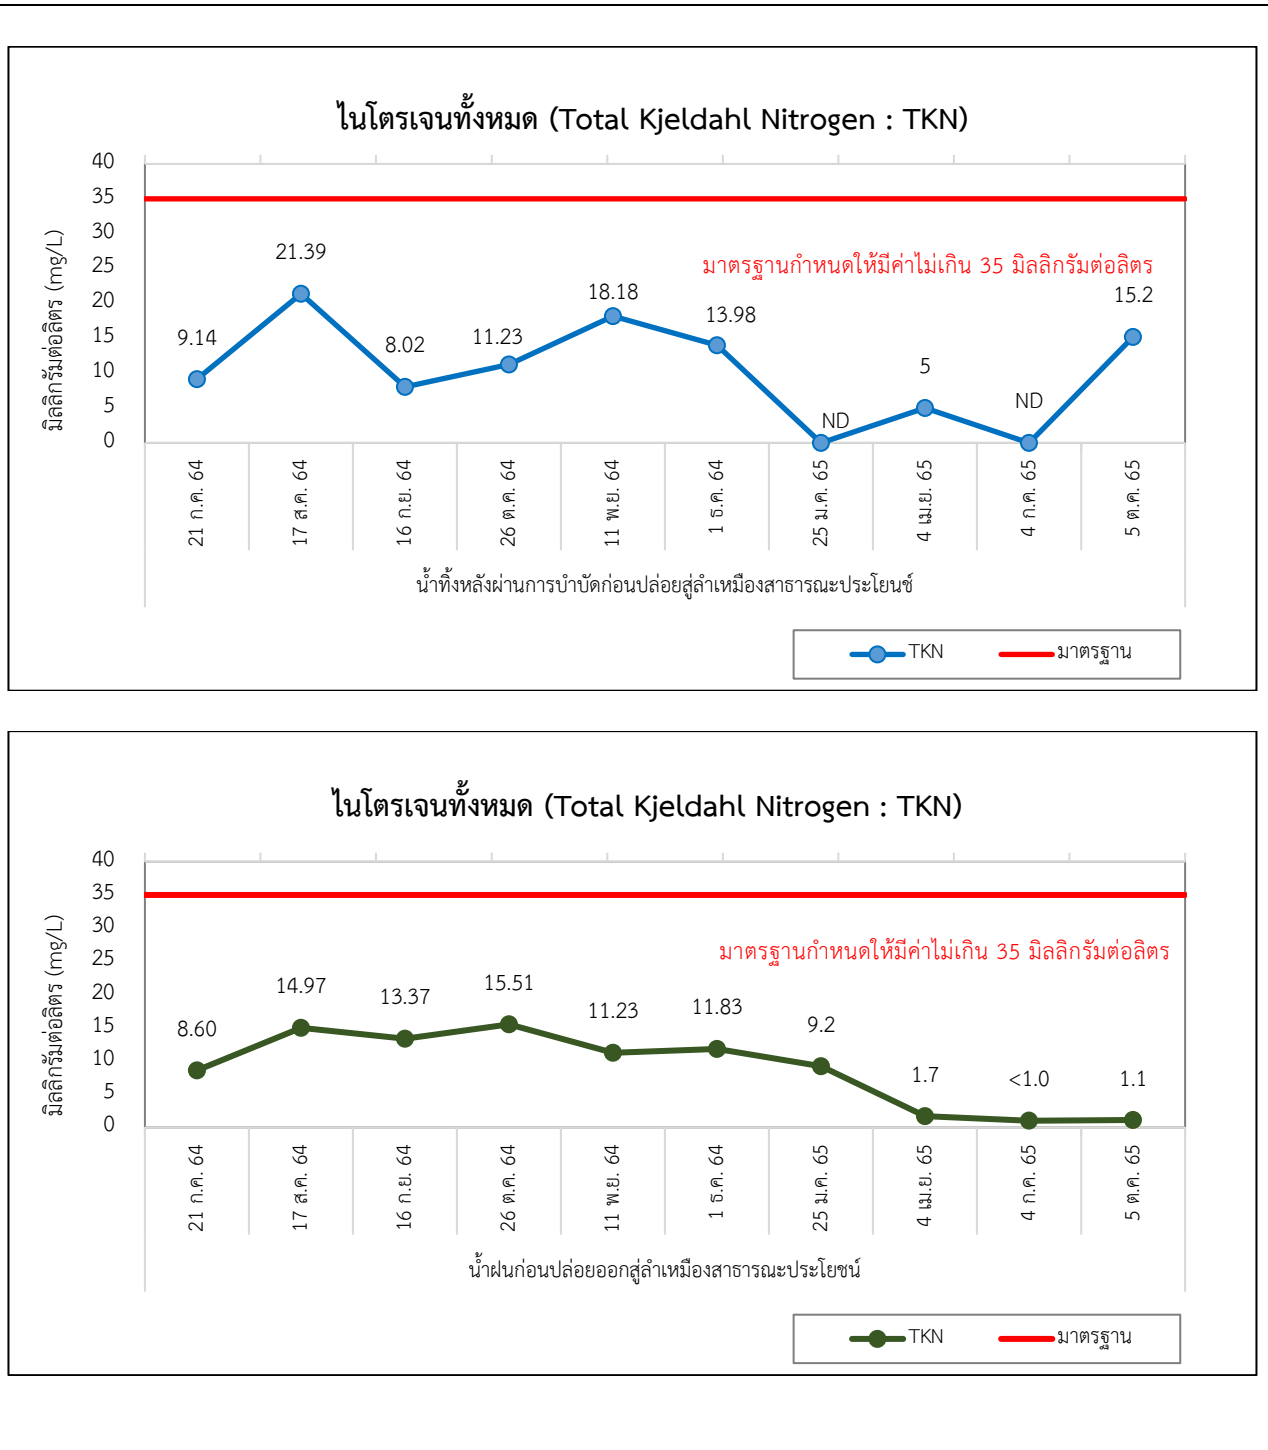 ไนโตรเจนทั้งหมด (Total Kjeldahl Nitrogen : TKN)
40
35
30
25
20
15
10
5
0
มิลลิกรัมต่อลิตร (mg/L)
มาตรฐานกำหนดให้มีค่าไม่เกิน 35 มิลลิกรัมต่อลิตร
9.14
21.39
8.02
11.23
18.18
13.98
ND
5
ND
15.2
21 ก.ค. 64
17 ส.ค. 64
16 ก.ย. 64
26 ต.ค. 64
11 พ.ย. 64
1 ธ.ค. 64
25 ม.ค. 65
4 เม.ย. 65
4 ก.ค. 65
5 ต.ค. 65
น้ำทิ้งหลังผ่านการบำบัดก่อนปล่อยสู่ลำเหมืองสาธารณะประโยนช์
TKN
มาตรฐาน
ไนโตรเจนทั้งหมด (Total Kjeldahl Nitrogen : TKN)
40
35
30
25
20
15
10
5
0
มิลลิกรัมต่อลิตร (mg/L)
มาตรฐานกำหนดให้มีค่าไม่เกิน 35 มิลลิกรัมต่อลิตร
8.60
14.97
13.37
15.51
11.23
11.83
9.2
1.7
<1.0
1.1
21 ก.ค. 64
17 ส.ค. 64
16 ก.ย. 64
26 ต.ค. 64
11 พ.ย. 64
1 ธ.ค. 64
25 ม.ค. 65
4 เม.ย. 65
4 ก.ค. 65
5 ต.ค. 65
น้ำฝนก่อนปล่อยออกสู่ลำเหมืองสาธารณะประโยชน์
TKN
มาตรฐาน